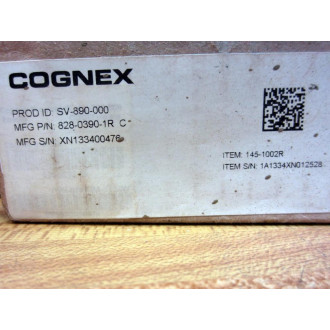 COGNEX
PROD ID: SV-890-000
MFG P/N: 828-0390-1R C
MFG S/N: XN133400476
ITEM: 145-1002R
ITEM S/N: 1A1334XN012528